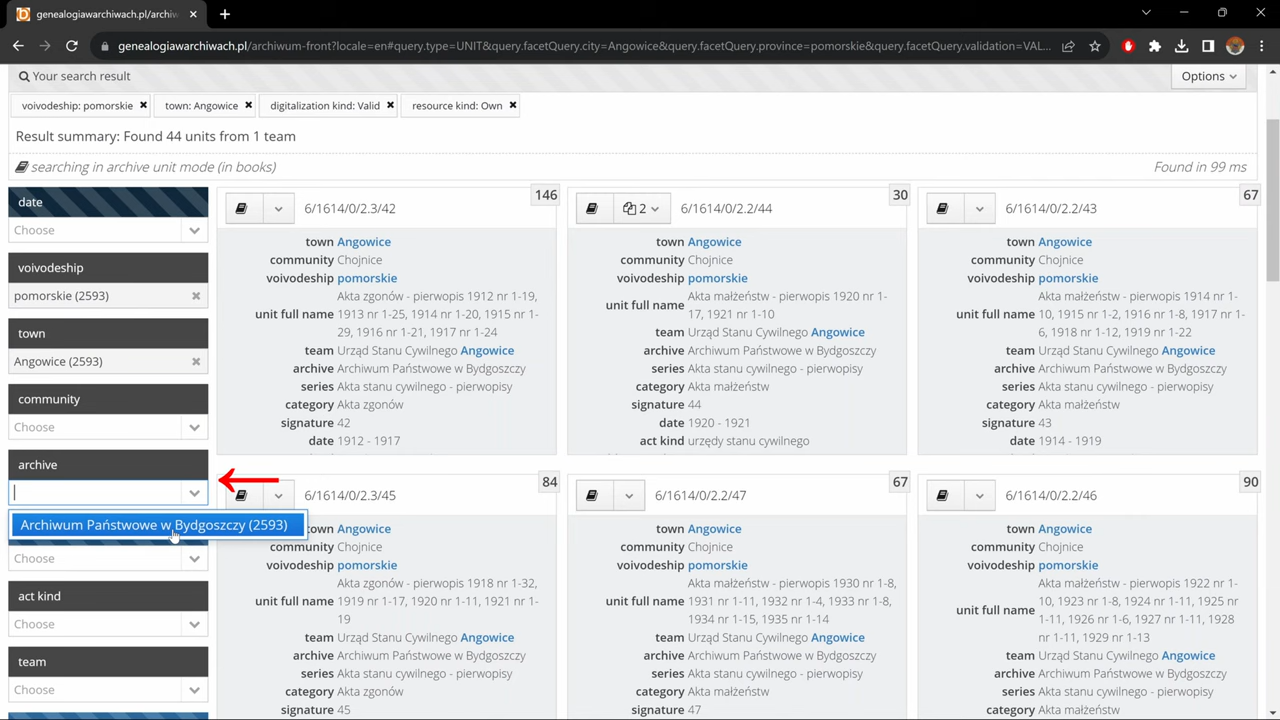 genealogiawarchiwach.pl/archiw
genealogiawarchiwach.pl/archiwum-front?locale=en#query.type=UNIT&query.facetQuery.city=Angowice&query.facetQuery.province=pomorskie&query.facetQuery.validation=VAL...
Your search result
Options
voivodeship: pomorskie
town: Angowice
digitalization kind: Valid
resource kind: Own
Result summary: Found 44 units from 1 team
searching in archive unit mode (in books)
Found in 99 ms
date
Choose
voivodeship
pomorskie (2593)
town
Angowice (2593)
community
Choose
archive
Archiwum Państwowe w Bydgoszczy (2593)
Choose
act kind
Choose
team
Choose
6/1614/0/2.3/42
146
town Angowice
community Chojnice
voivodeship pomorskie
unit full name Akta zgonów - pierwopis 1912 nr 1-19,
1913 nr 1-25, 1914 nr 1-20, 1915 nr 1-
29, 1916 nr 1-21, 1917 nr 1-24
team Urząd Stanu Cywilnego Angowice
archive Archiwum Państwowe w Bydgoszczy
series Akta stanu cywilnego - pierwopisy
category Akta zgonów
signature 42
date 1912 - 1917
2
6/1614/0/2.2/44
30
town Angowice
community Chojnice
voivodeship pomorskie
unit full name Akta małżeństw - pierwopis 1920 nr 1-
17, 1921 nr 1-10
team Urząd Stanu Cywilnego Angowice
archive Archiwum Państwowe w Bydgoszczy
series Akta stanu cywilnego - pierwopisy
category Akta małżeństw
signature 44
date 1920 - 1921
act kind urzędy stanu cywilnego
6/1614/0/2.2/43
67
town Angowice
community Chojnice
voivodeship pomorskie
unit full name Akta małżeństw - pierwopis 1914 nr 1-
10, 1915 nr 1-2, 1916 nr 1-8, 1917 nr 1-
6, 1918 nr 1-12, 1919 nr 1-22
team Urząd Stanu Cywilnego Angowice
archive Archiwum Państwowe w Bydgoszczy
series Akta stanu cywilnego - pierwopisy
category Akta małżeństw
signature 43
date 1914 - 1919
6/1614/0/2.3/45
84
town Angowice
community Chojnice
voivodeship pomorskie
unit full name Akta zgonów - pierwopis 1918 nr 1-32,
1919 nr 1-17, 1920 nr 1-11, 1921 nr 1-
19
team Urząd Stanu Cywilnego Angowice
archive Archiwum Państwowe w Bydgoszczy
series Akta stanu cywilnego - pierwopisy
category Akta zgonów
signature 45
6/1614/0/2.2/47
67
town Angowice
community Chojnice
voivodeship pomorskie
unit full name Akta małżeństw - pierwopis 1930 nr 1-8,
1931 nr 1-11, 1932 nr 1-4, 1933 nr 1-8,
1934 nr 1-15, 1935 nr 1-14
team Urząd Stanu Cywilnego Angowice
archive Archiwum Państwowe w Bydgoszczy
series Akta stanu cywilnego - pierwopisy
category Akta małżeństw
signature 47
6/1614/0/2.2/46
90
town Angowice
community Chojnice
voivodeship pomorskie
unit full name Akta małżeństw - pierwopis 1922 nr 1-
10, 1923 nr 1-8, 1924 nr 1-11, 1925 nr
1-11, 1926 nr 1-6, 1927 nr 1-11, 1928
nr 1-11, 1929 nr 1-13
team Urząd Stanu Cywilnego Angowice
archive Archiwum Państwowe w Bydgoszczy
series Akta stanu cywilnego - pierwopisy
category Akta małżeństw
signature 46